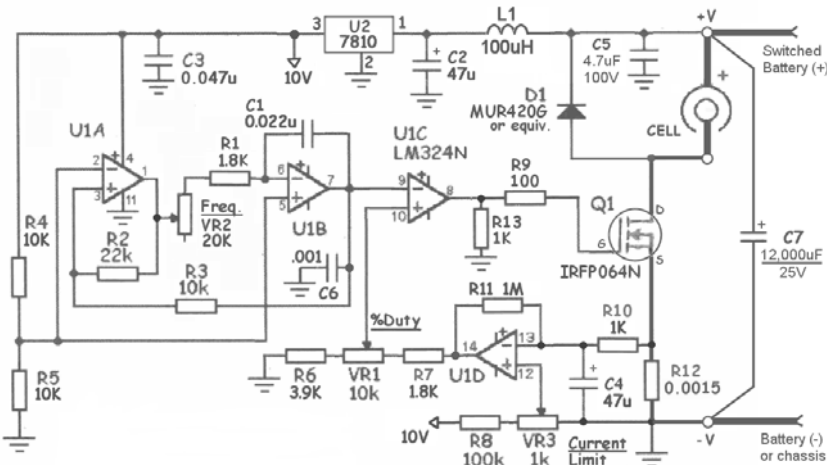 L1
100uH
+V
3
U2
7810
1
2
C3
0.047u
10V
+
C2
47u
C5
4.7uF
100V
Switched
Battery (+)
+
D1
MUR420G
or equiv.
CELL
U1A
2
3
4
1
11
R1
1.8K
C1
0.022u
6
5
7
U1B
U1C
LM324N
9
10
8
R9
100
Q1
D
G
S
IRFP064N
R13
1K
+
C7
12,000uF
25V
R4
10K
R2
22k
Freq.
VR2
20K
R3
10k
.001
C6
%Duty
R11 1M
R10
1K
14
13
12
U1D
R12
0.0015
R5
10K
R6
3.9K
VR1
10k
R7
1.8K
+
C4
47u
10V
R8
100k
VR3
1k
Current
Limit
-V
Battery (-)
or chassis